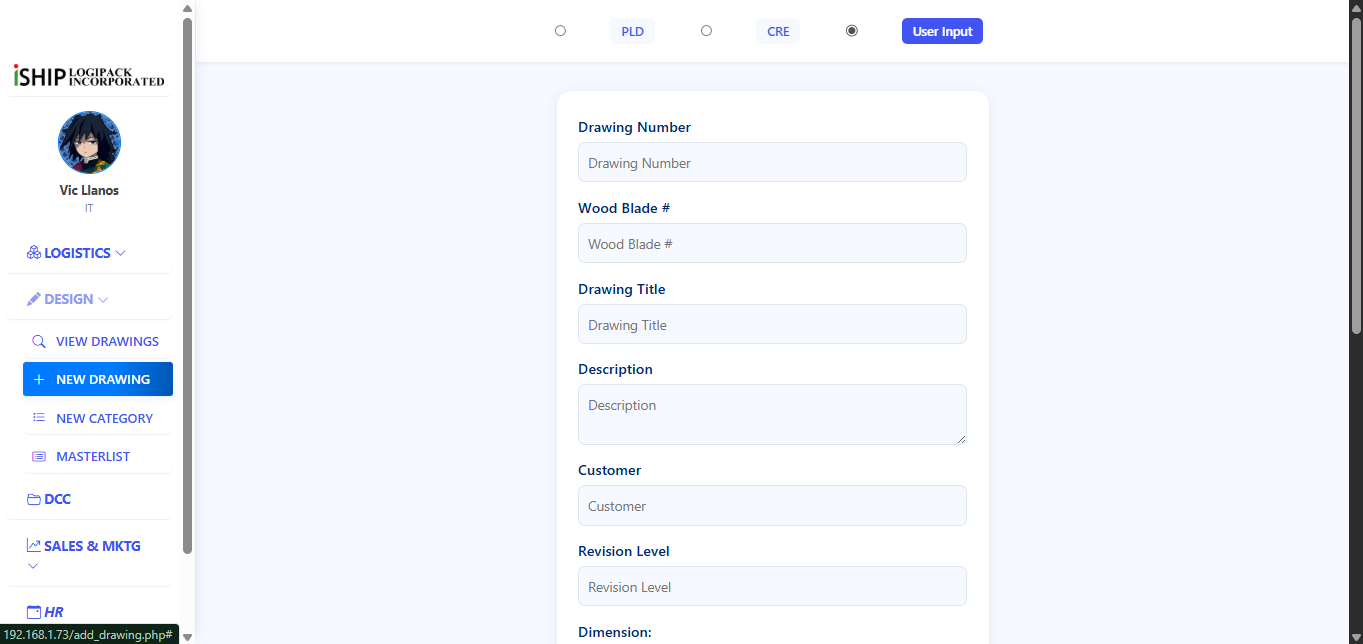 PLD
CRE
User Input
iSHIP LOGIPACK INCORPORATED
Vic Llanos
IT
LOGISTICS
DESIGN
VIEW DRAWINGS
NEW DRAWING
NEW CATEGORY
MASTERLIST
DCC
SALES & MKTG
HR
192.168.1.73/add_drawing.php#
Drawing Number
Drawing Number
Wood Blade #
Wood Blade #
Drawing Title
Drawing Title
Description
Description
Customer
Customer
Revision Level
Revision Level
Dimension: